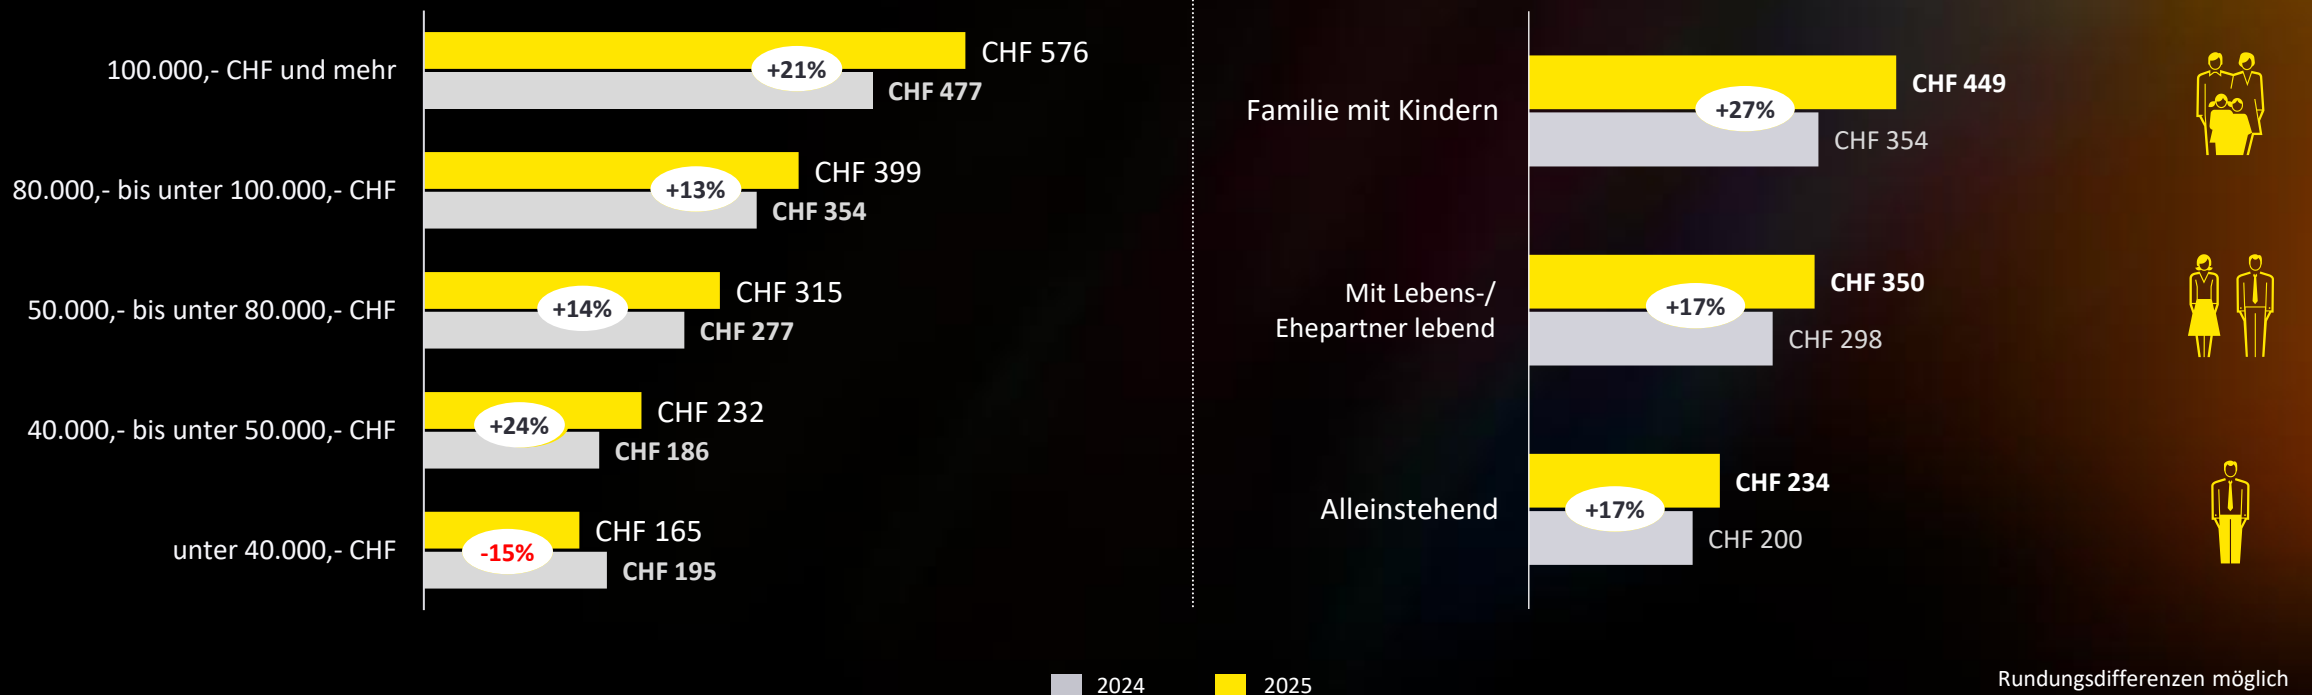 100.000,- CHF und mehr
CHF 576
+21%
CHF 477
80.000,- bis unter 100.000,- CHF
CHF 399
+13%
CHF 354
50.000,- bis unter 80.000,- CHF
CHF 315
+14%
CHF 277
40.000,- bis unter 50.000,- CHF
CHF 232
+24%
CHF 186
unter 40.000,- CHF
CHF 165
-15%
CHF 195
Familie mit Kindern
CHF 449
+27%
CHF 354
Mit Lebens-/
Ehepartner lebend
CHF 350
+17%
CHF 298
Alleinstehend
CHF 234
+17%
CHF 200
2024
2025
Rundungsdifferenzen möglich